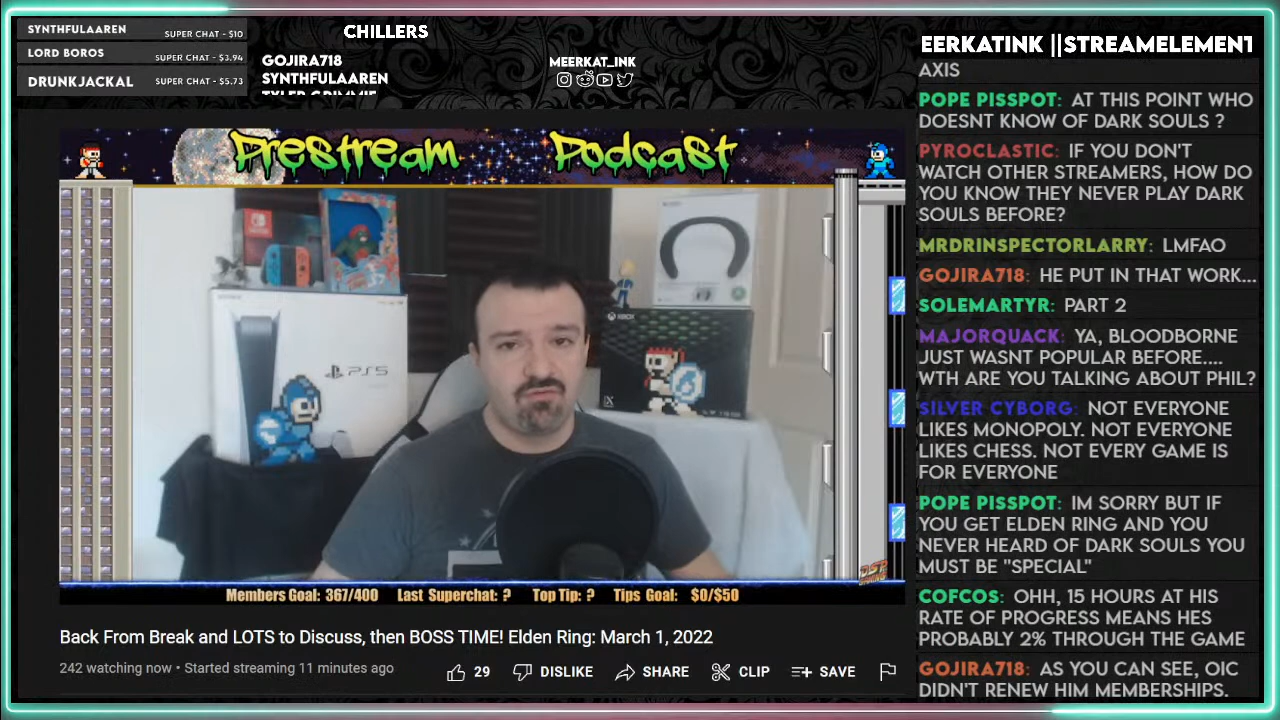 SYNTHFULAAREN SUPER CHAT - $10
LORD BOROS SUPER CHAT - $3.94
DRUNKJACKAL SUPER CHAT - $5.73
CHILLERS
GOJIRA718
SYNTHFULAAREN
TYLER GRIMMIE
MEERKAT_INK
Prestream Podcast
PS5
XBOX
DSP
Members Goal: 367/400 Last Superchat: ? Top Tip: ? Tips Goal: $0/$50
Back From Break and LOTS to Discuss, then BOSS TIME! Elden Ring: March 1, 2022
242 watching now • Started streaming 11 minutes ago
29 DISLIKE SHARE CLIP SAVE
EERKATINK ||STREAMELEMENT
AXIS
POPE PISSPOT: AT THIS POINT WHO
DOESNT KNOW OF DARK SOULS ?
PYROCLASTIC: IF YOU DON'T
WATCH OTHER STREAMERS, HOW DO
YOU KNOW THEY NEVER PLAY DARK
SOULS BEFORE?
MRDRINSPECTORLARRY: LMFAO
GOJIRA718: HE PUT IN THAT WORK...
SOLEMARTYR: PART 2
MAJORQUACK: YA, BLOODBORNE
JUST WASNT POPULAR BEFORE....
WTH ARE YOU TALKING ABOUT PHIL?
SILVER CYBORG: NOT EVERYONE
LIKES MONOPOLY. NOT EVERYONE
LIKES CHESS. NOT EVERY GAME IS
FOR EVERYONE
POPE PISSPOT: IM SORRY BUT IF
YOU GET ELDEN RING AND YOU
NEVER HEARD OF DARK SOULS YOU
MUST BE "SPECIAL"
COFCOS: OHH, 15 HOURS AT HIS
RATE OF PROGRESS MEANS HES
PROBABLY 2% THROUGH THE GAME
GOJIRA718: AS YOU CAN SEE, OIC
DIDN'T RENEW HIM MEMBERSHIPS.